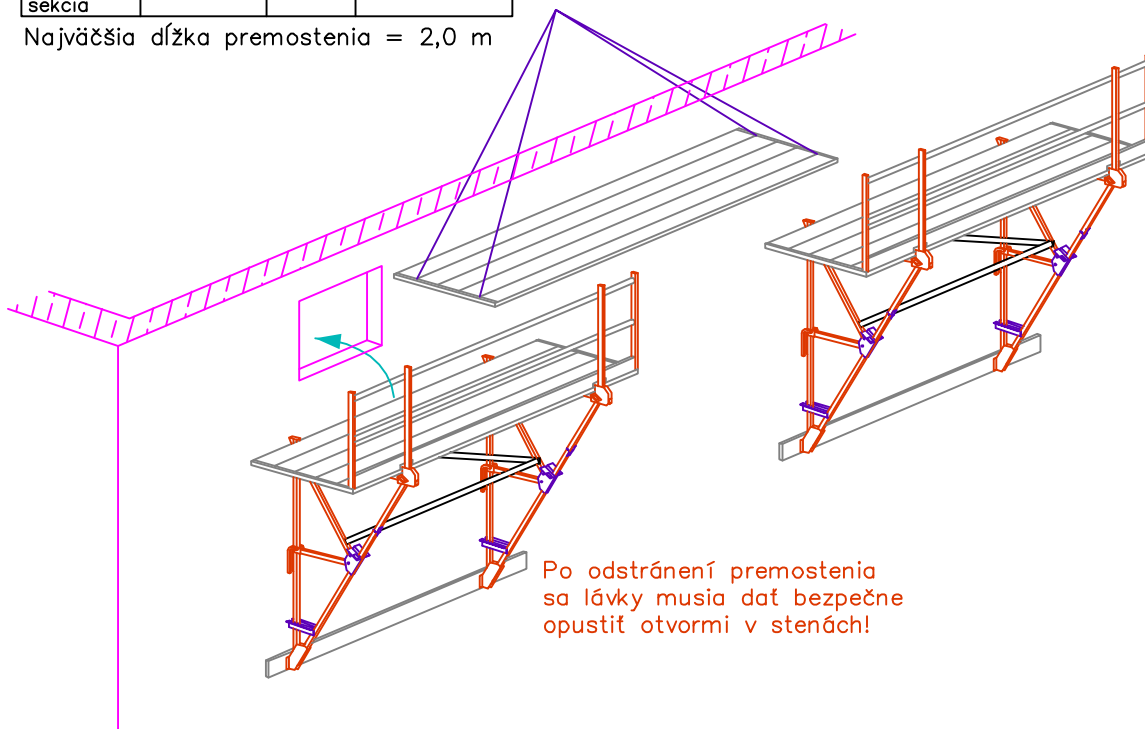 sekcia
Najväčšia dĺžka premostenia = 2,0 m
Po odstránení premostenia
sa lávky musia dať bezpečne
opustiť otvormi v stenách!